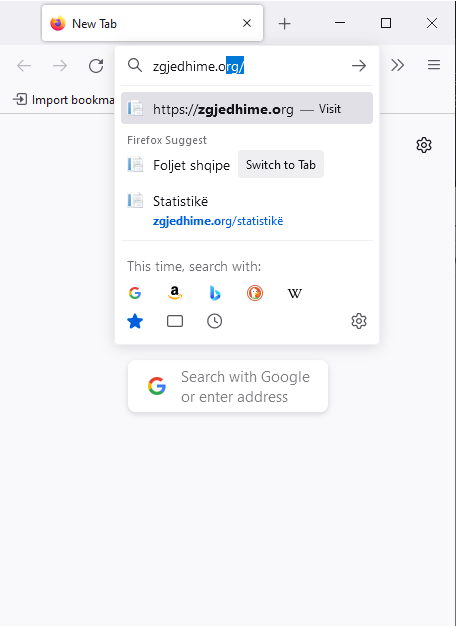 New Tab
zgjedhime.org/
Import bookma
https://zgjedhime.org — Visit
Firefox Suggest
Foljet shqipe Switch to Tab
Statistikë
zgjedhime.org/statistikë
This time, search with:
Search with Google
or enter address